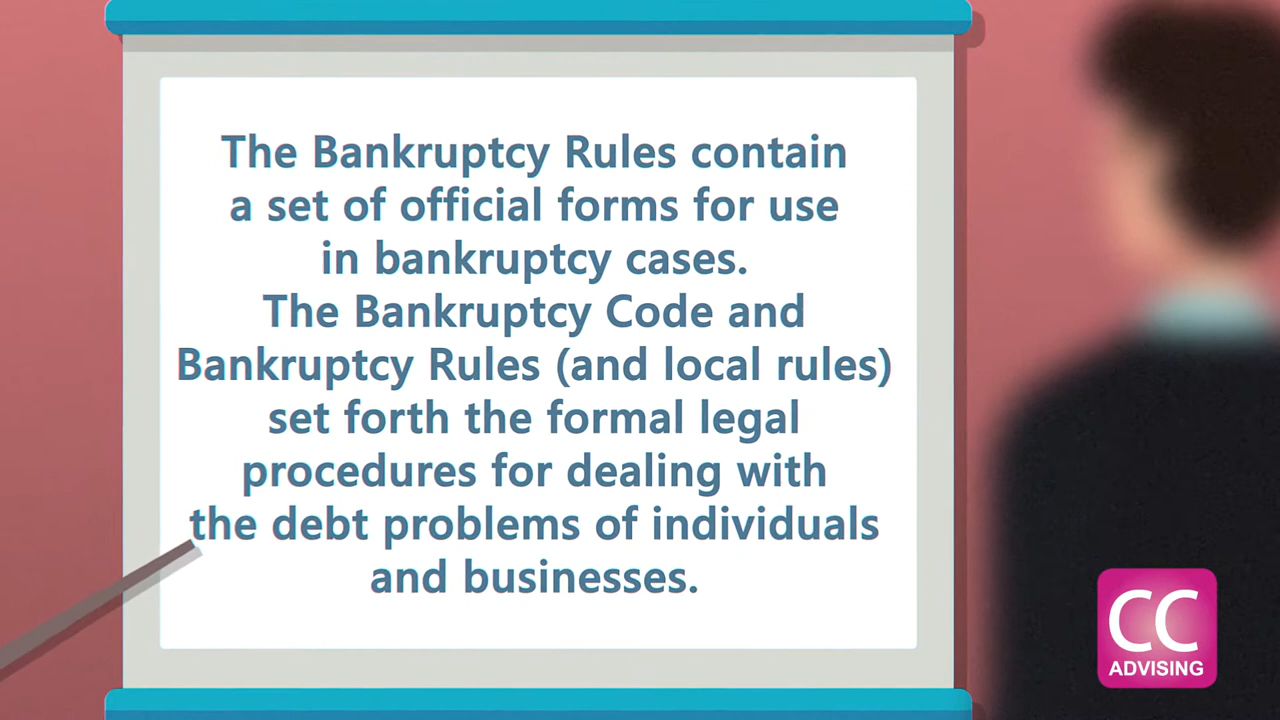 The Bankruptcy Rules contain
a set of official forms for use
in bankruptcy cases.
The Bankruptcy Code and
Bankruptcy Rules (and local rules)
set forth the formal legal
procedures for dealing with
the debt problems of individuals
and businesses.
CC
ADVISING